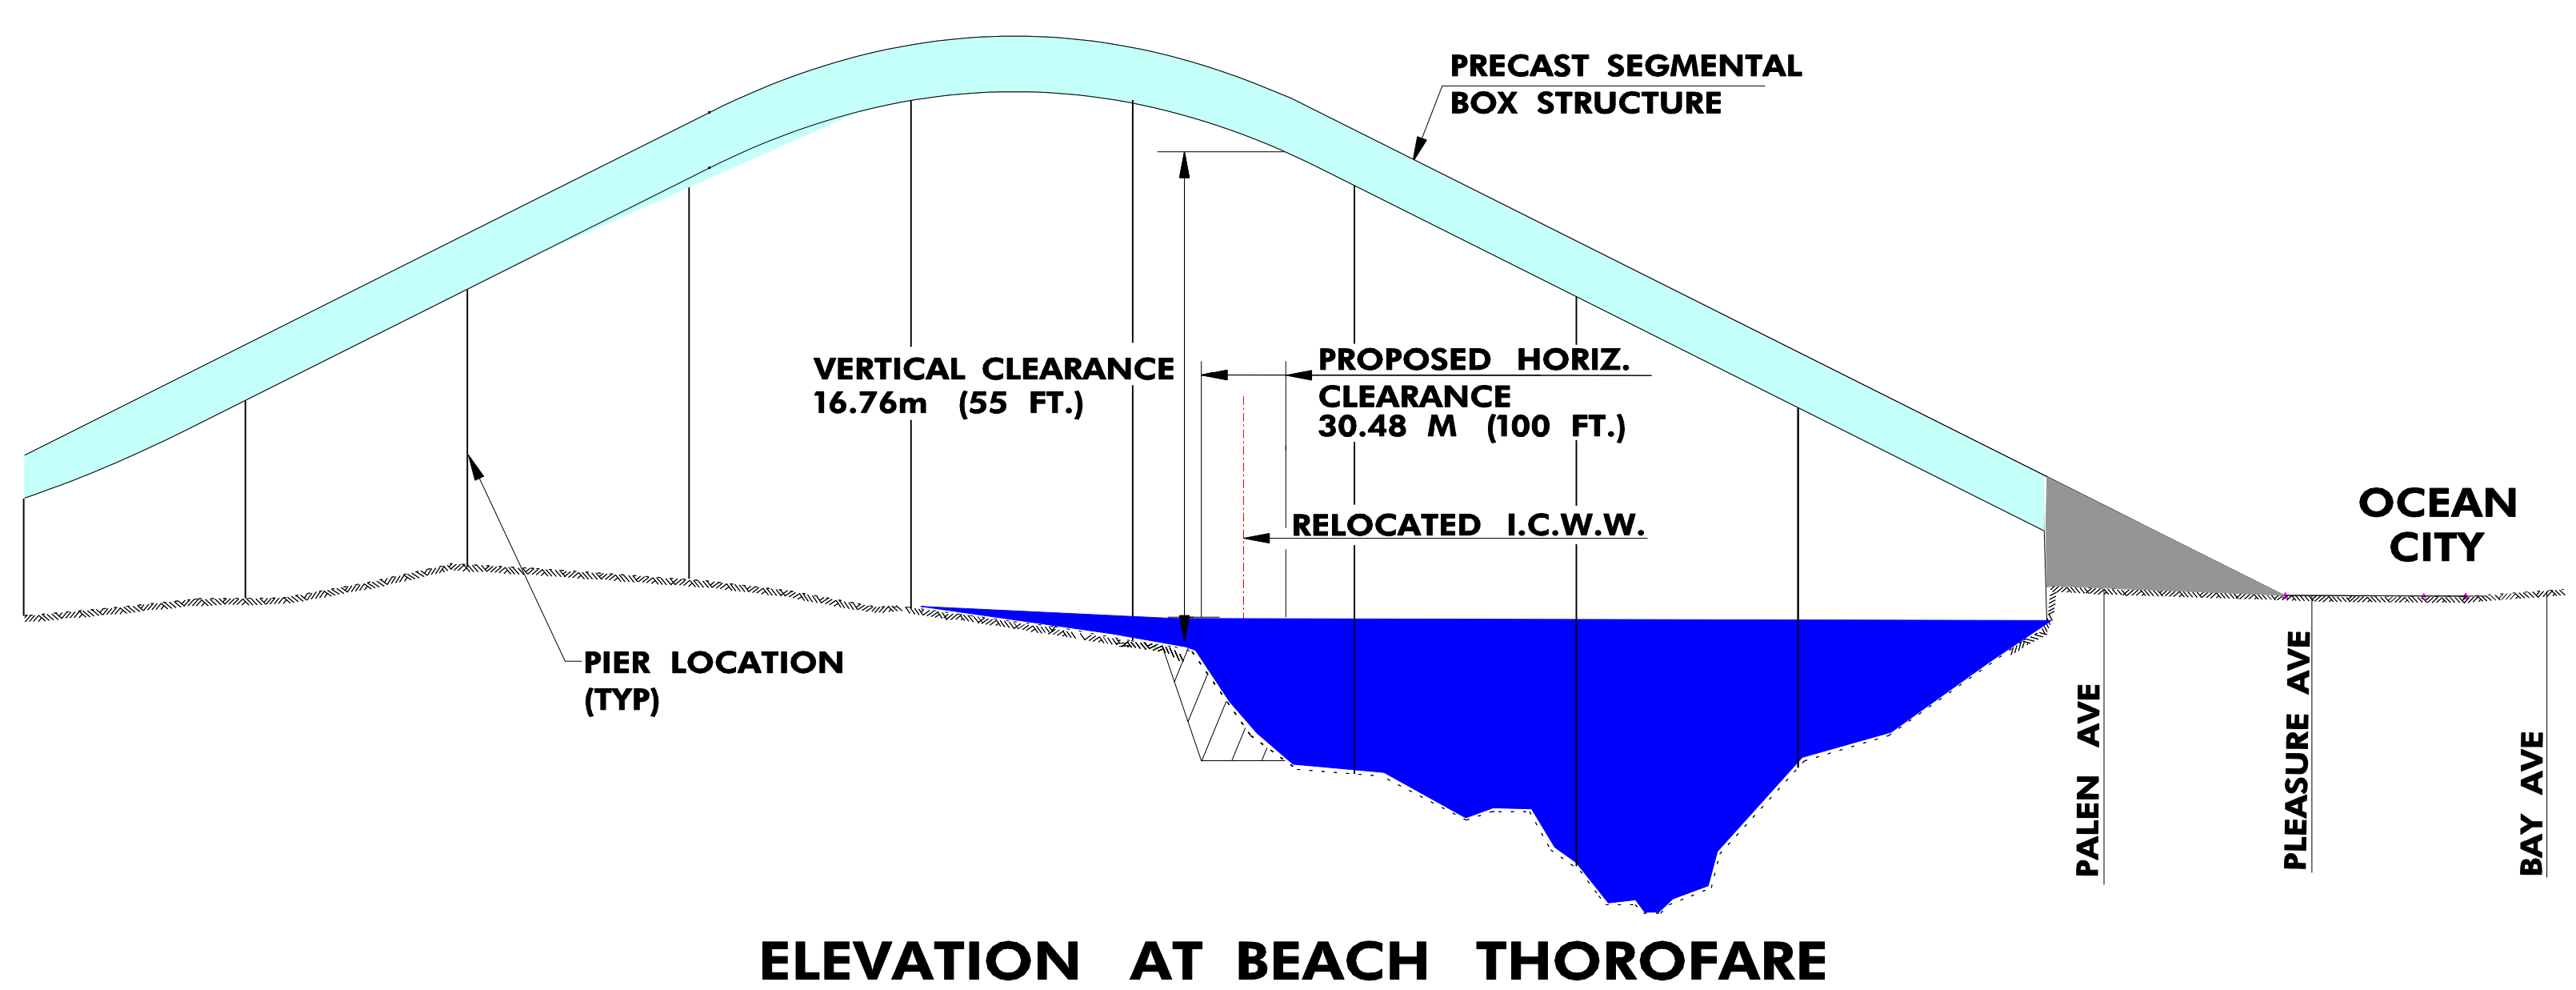 PRECAST SEGMENTAL
BOX STRUCTURE
VERTICAL CLEARANCE
16.76m (55 FT.)
PROPOSED HORIZ.
CLEARANCE
30.48 M (100 FT.)
RELOCATED I.C.W.W.
OCEAN
CITY
PIER LOCATION
(TYP)
PALEN AVE
PLEASURE AVE
BAY AVE
ELEVATION AT BEACH THOROFARE